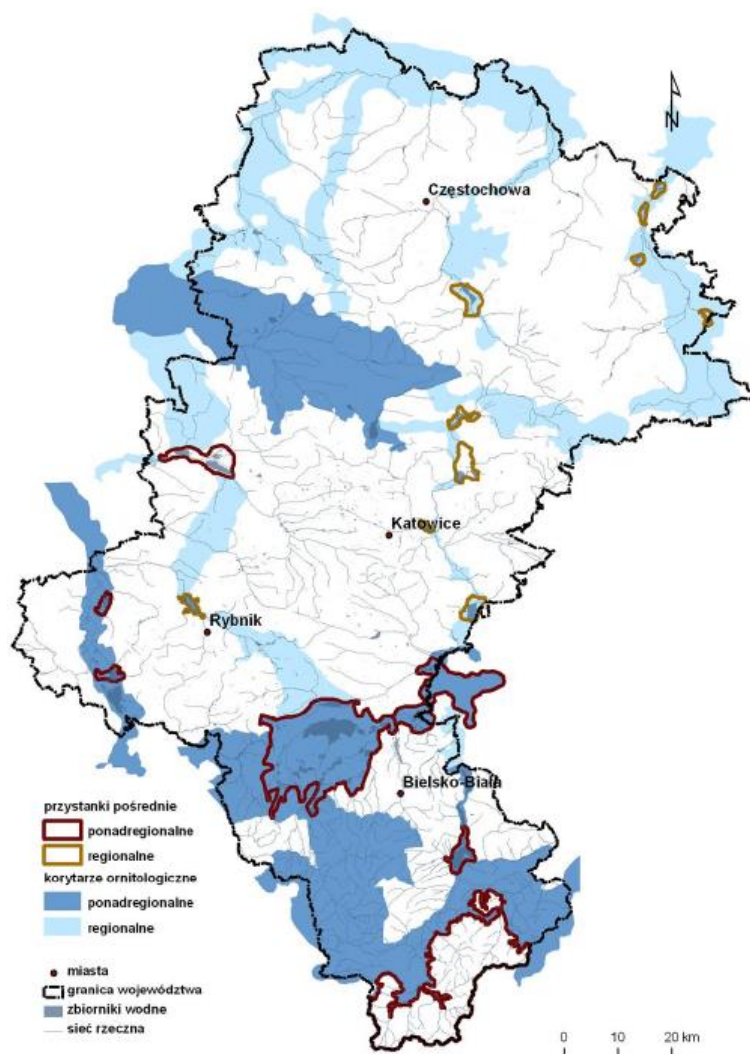 N
Częstochowa
Katowice
Rybnik
Bielsko-Biała
przystanki pośrednie
ponadregionalne
regionalne
korytarze ornitologiczne
ponadregionalne
regionalne
miasta
granica województwa
zbiorniki wodne
sieć rzeczna
0 10 20 km